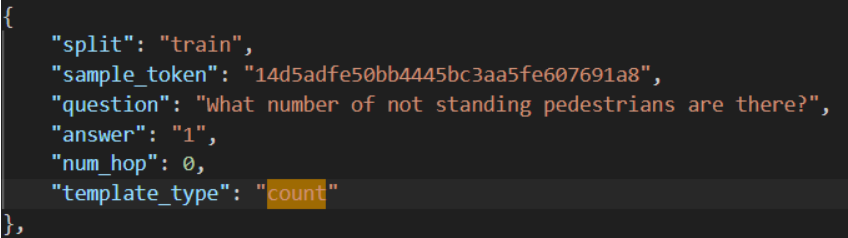 {
    "split": "train",
    "sample_token": "14d5adfe50bb4445bc3aa5fe607691a8",
    "question": "What number of not standing pedestrians are there?",
    "answer": "1",
    "num_hop": 0,
    "template_type": "count"
},